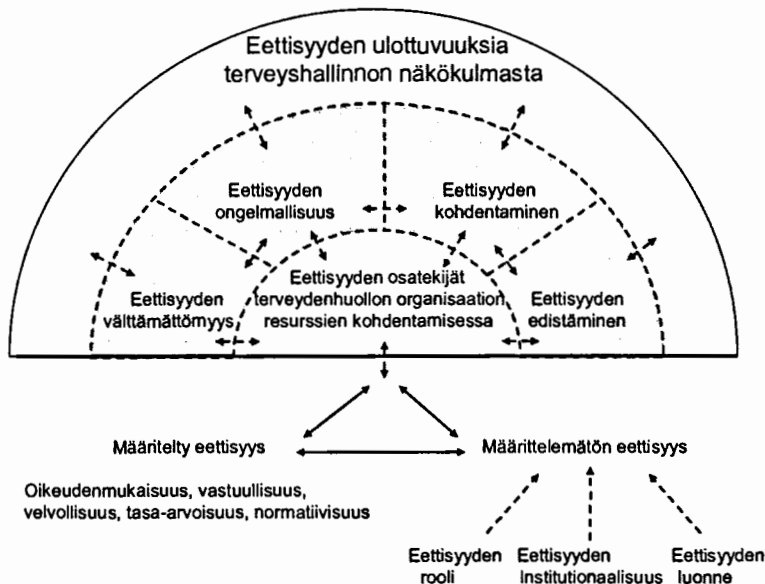 Eettisyyden ulottuvuuksia
terveyshallinnon näkökulmasta
Eettisyyden
ongelmallisuus
Eettisyyden
kohdentaminen
Eettisyyden
välttämättömyys
Eettisyyden osatekijät
terveydenhuollon organisaation
resurssien kohdentamisessa
Eettisyyden
edistäminen
Määritelty eettisyys
Määrittelemätön eettisyys
Oikeudenmukaisuus, vastuullisuus,
velvollisuus, tasa-arvoisuus, normatiivisuus
Eettisyyden
rooli
Eettisyyden
Institutionaalisuus
Eettisyyden
luonne